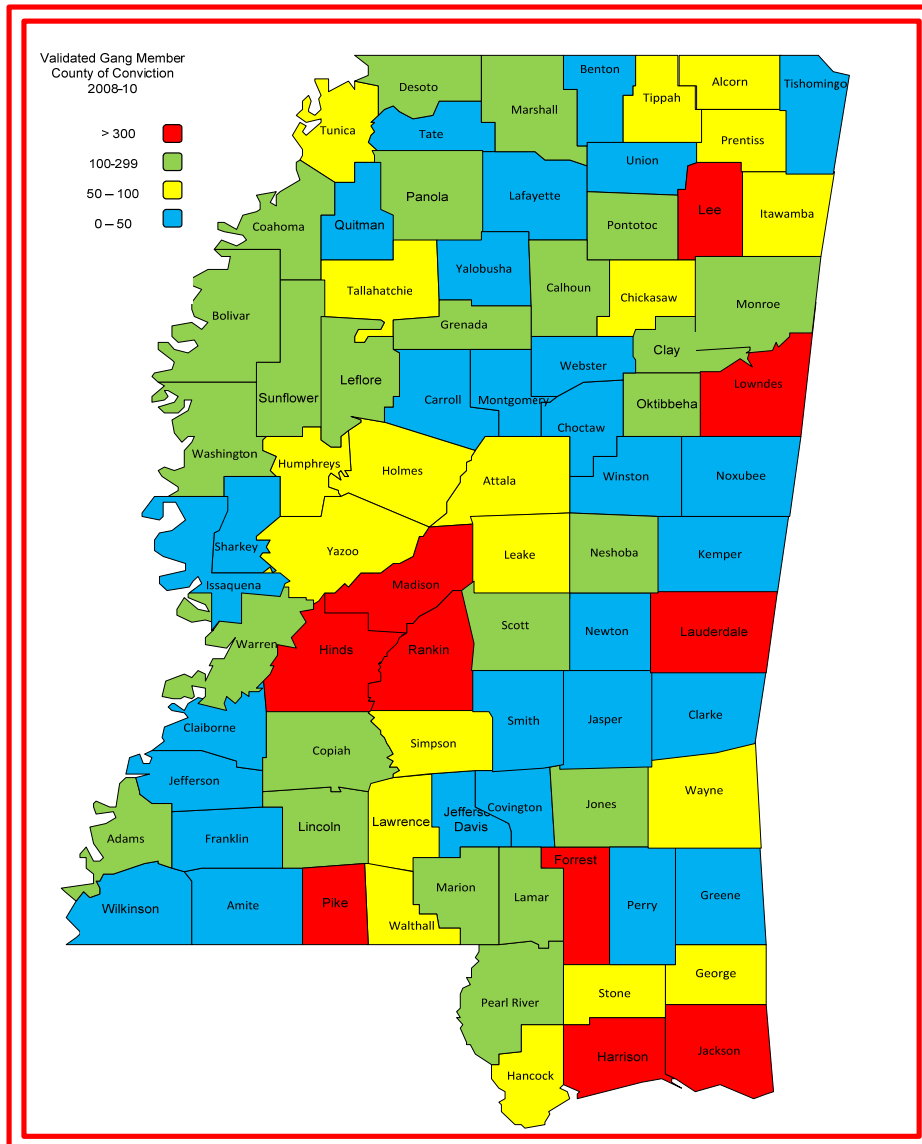 Validated Gang Member
County of Conviction
2008-10
> 300
100-299
50 – 100
0 – 50
Benton
Alcorn
Tishomingo
Desoto
Tippah
Marshall
Tunica
Tate
Prentiss
Union
Panola
Lafayette
Lee
Itawamba
Coahoma
Quitman
Pontotoc
Yalobusha
Tallahatchie
Calhoun
Chickasaw
Monroe
Bolivar
Grenada
Clay
Webster
Leflore
Lowndes
Sunflower
Carroll
Montgomery
Oktibbeha
Choctaw
Washington
Humphreys
Holmes
Attala
Winston
Noxubee
Sharkey
Yazoo
Leake
Neshoba
Kemper
Issaquena
Madison
Warren
Hinds
Rankin
Scott
Newton
Lauderdale
Claiborne
Copiah
Simpson
Smith
Jasper
Clarke
Jefferson
Wayne
Adams
Franklin
Lincoln
Lawrence
Jefferso
Davis
Covington
Jones
Forrest
Wilkinson
Amite
Pike
Walthall
Marion
Lamar
Perry
Greene
Pearl River
Stone
George
Hancock
Harrison
Jackson